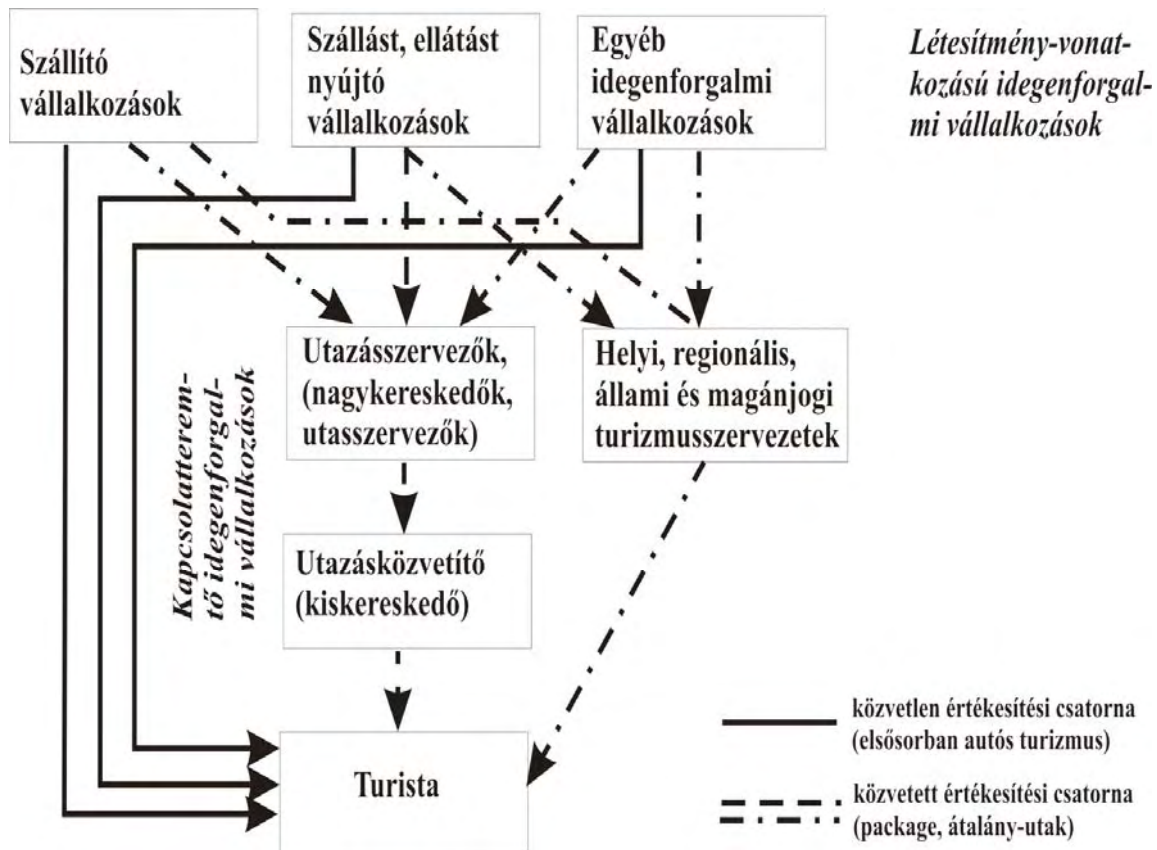 Szállító
vállalkozások
Szállást, ellátást
nyújtó
vállalkozások
Egyéb
idegenforgalmi
vállalkozások
Létesítmény-vonat-
kozású idegenforgal-
mi vállalkozások
Utazásszervezők,
(nagykereskedők,
utasszervezők)
Helyi, regionális,
állami és magánjogi
turizmusszervezetek
Kapcsolatterem-
tő idegenforgal-
mi vállalkozások
Utazásközvetítő
(kiskereskedő)
Turista
közvetlen értékesítési csatorna
(elsősorban autós turizmus)
közvetett értékesítési csatorna
(package, átalány-utak)